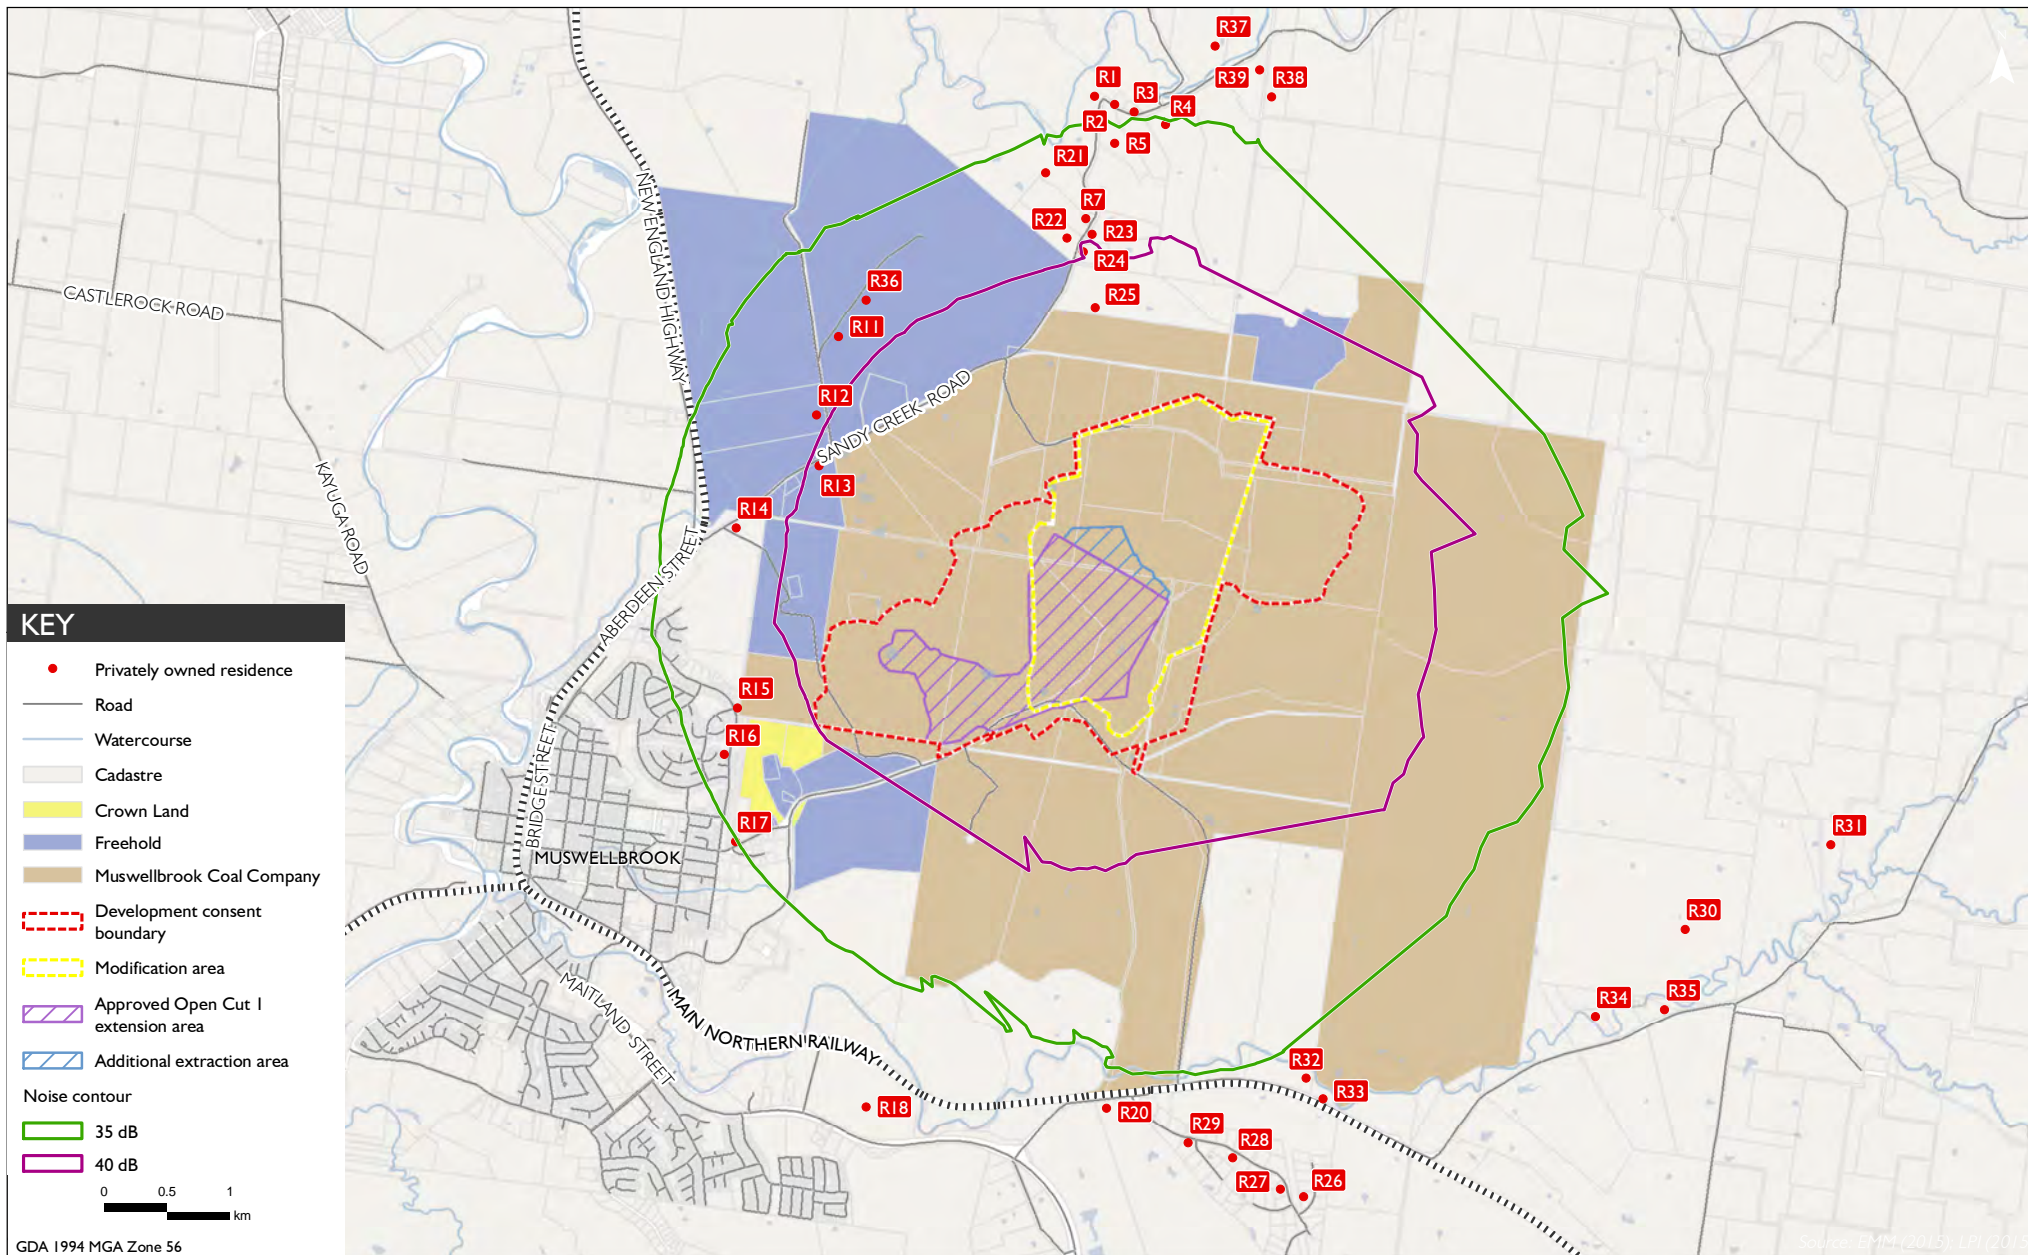 R37
R39
R38
R1
R3
R4
R2
R5
R21
R7
R22
R23
R24
R25
R36
R11
R12
R13
R14
R15
R16
R17
R18
R20
R29
R28
R27
R26
R32
R33
R34
R35
R30
R31
NEW ENGLAND HIGHWAY
CASTLEROCK ROAD
KAYUGA ROAD
SANDY CREEK ROAD
ABERDEEN STREET
BRIDGE STREET
MUSWELLBROOK
MAITLAND STREET
MAIN NORTHERN RAILWAY
KEY
Privately owned residence
Road
Watercourse
Cadastre
Crown Land
Freehold
Muswellbrook Coal Company
Development consent
boundary
Modification area
Approved Open Cut 1
extension area
Additional extraction area
Noise contour
35 dB
40 dB
0 0.5 1
km
GDA 1994 MGA Zone 56
Source: EMM (2015); LPI (201